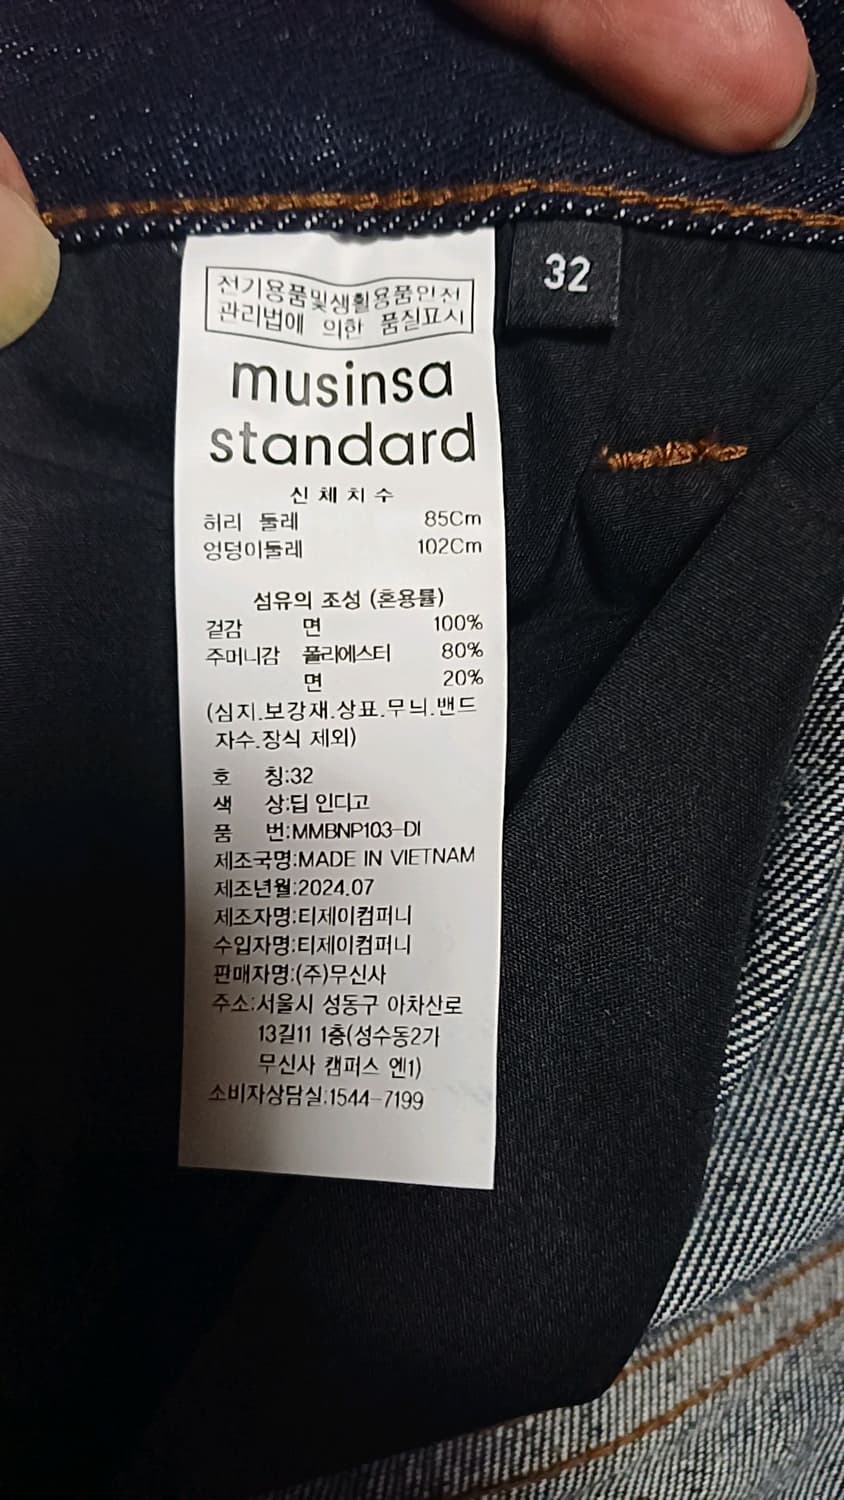 전기용품및생활용품안전
관리법에 의한 품질표시
32
musinsa
standard
신체치수
허리 둘레 85Cm
엉덩이둘레 102Cm
섬유의 조성 (혼용률)
겉감 면 100%
주머니감 폴리에스터 80%
면 20%
(심지.보강재.상표.무늬.밴드
자수.장식 제외)
호 칭:32
색 상:딥 인디고
품 번:MMBNP103-DI
제조국명:MADE IN VIETNAM
제조년월:2024.07
제조자명:티제이컴퍼니
수입자명:티제이컴퍼니
판매자명:(주)무신사
주소:서울시 성동구 아차산로
13길11 1층(성수동2가
무신사 캠퍼스 엔1)
소비자상담실:1544-7199